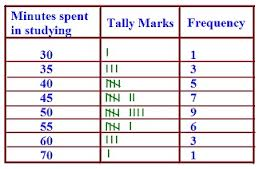 Minutes spent in studying Tally Marks Frequency
30 | 1
35 ||| 3
40 𝍸 5
45 𝍸 || 7
50 𝍸 |||| 9
55 𝍸 | 6
60 ||| 3
70 | 1